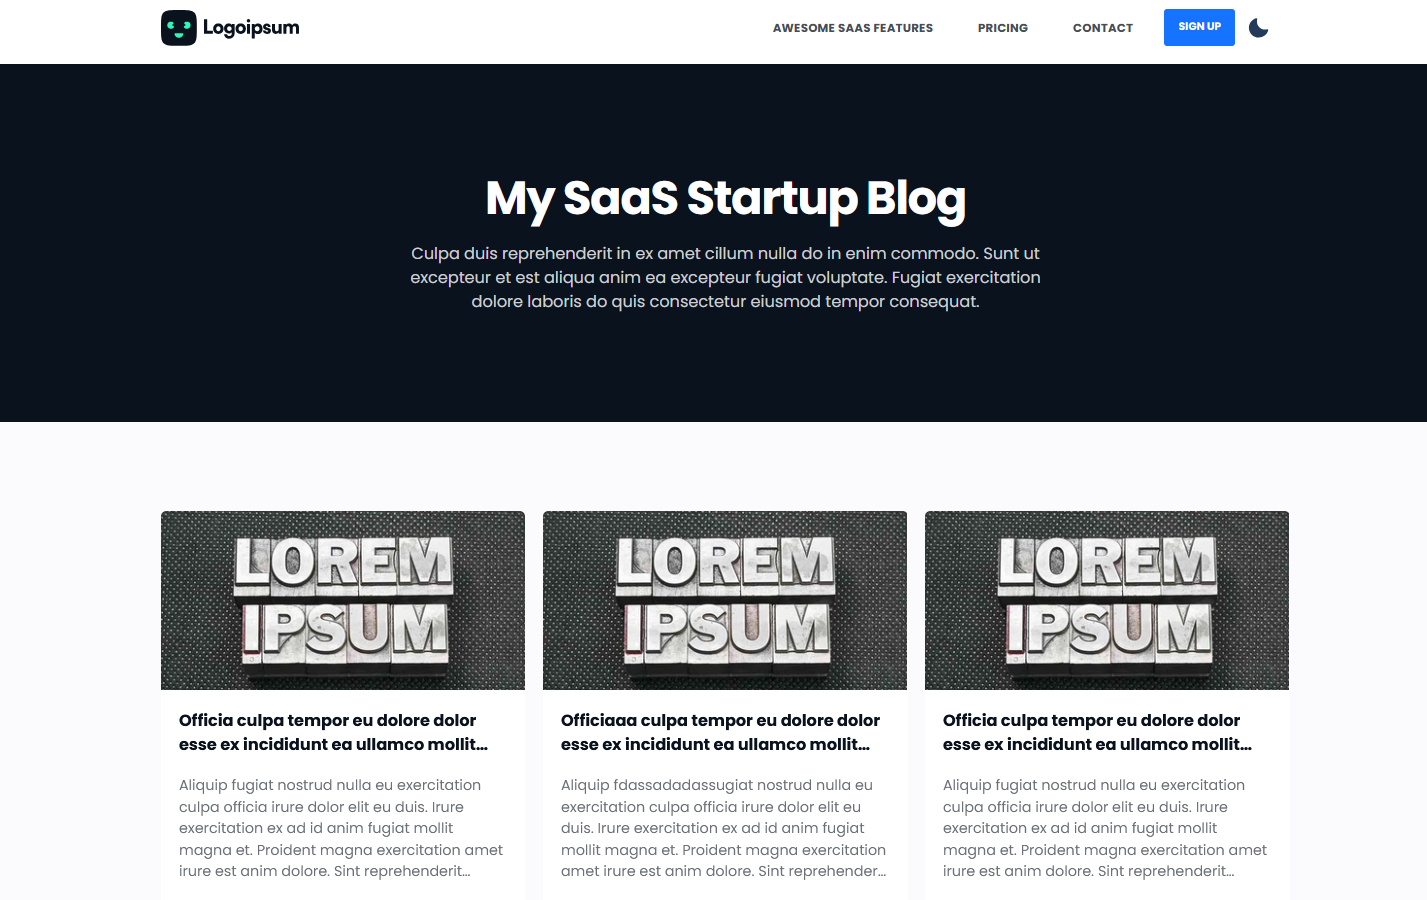 Logoipsum
AWESOME SAAS FEATURES
PRICING
CONTACT
SIGN UP
My SaaS Startup Blog
Culpa duis reprehenderit in ex amet cillum nulla do in enim commodo. Sunt ut
excepteur et est aliqua anim ea excepteur fugiat voluptate. Fugiat exercitation
dolore laboris do quis consectetur eiusmod tempor consequat.
LOREM
IPSUM
Officia culpa tempor eu dolore dolor
esse ex incididunt ea ullamco mollit...
Aliquip fugiat nostrud nulla eu exercitation
culpa officia irure dolor elit eu duis. Irure
exercitation ex ad id anim fugiat mollit
magna et. Proident magna exercitation amet
irure est anim dolore. Sint reprehenderit...
LOREM
IPSUM
Officiaaa culpa tempor eu dolore dolor
esse ex incididunt ea ullamco mollit...
Aliquip fdassadadassugiat nostrud nulla eu
exercitation culpa officia irure dolor elit eu
duis. Irure exercitation ex ad id anim fugiat
mollit magna et. Proident magna exercitation
amet irure est anim dolore. Sint reprehender...
LOREM
IPSUM
Officia culpa tempor eu dolore dolor
esse ex incididunt ea ullamco mollit...
Aliquip fugiat nostrud nulla eu exercitation
culpa officia irure dolor elit eu duis. Irure
exercitation ex ad id anim fugiat mollit
magna et. Proident magna exercitation amet
irure est anim dolore. Sint reprehenderit...